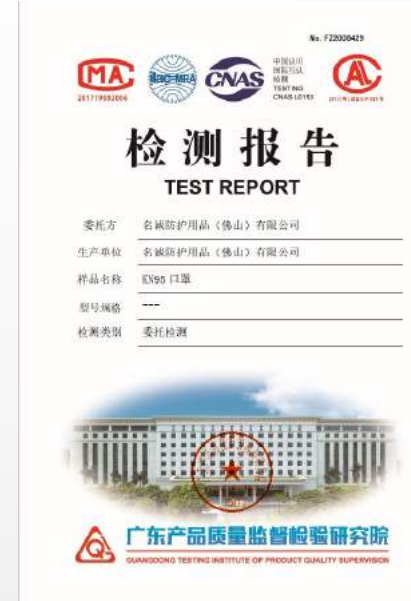 No. FZ2008429
MA
ilac-MRA
CNAS
中国认可
国际互认
检测
TESTING
CNAS L0153
CAL
201719002006
检测报告
TEST REPORT
委托方 名诚防护用品（佛山）有限公司
生产单位 名诚防护用品（佛山）有限公司
样品名称 KN95 口罩
型号规格 ---
检测类别 委托检测
广东产品质量监督检验研究院
GUANGDONG TESTING INSTITUTE OF PRODUCT QUALITY SUPERVISION